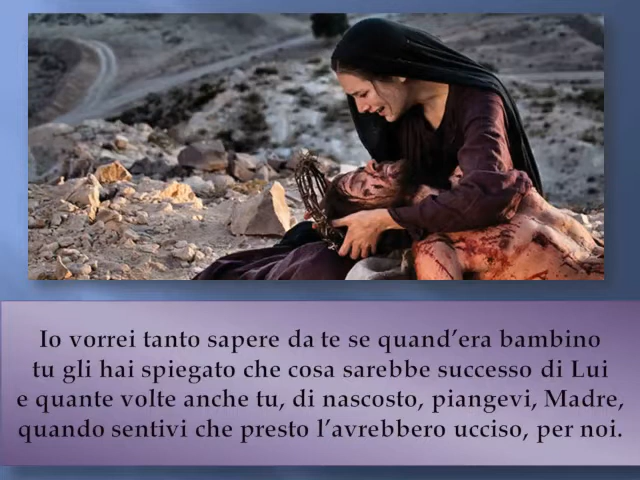 Io vorrei tanto sapere da te se quand’era bambino
tu gli hai spiegato che cosa sarebbe successo di Lui
e quante volte anche tu, di nascosto, piangevi, Madre,
quando sentivi che presto l’avrebbero ucciso, per noi.